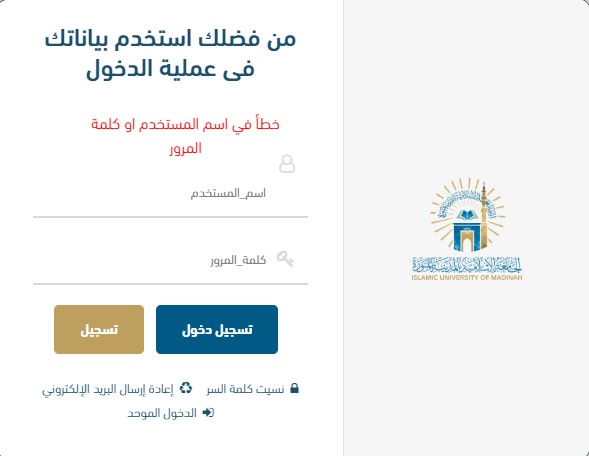 من فضلك استخدم بياناتك
فى عملية الدخول
خطأ في اسم المستخدم او كلمة
المرور
اسم_المستخدم
كلمة_المرور
تسجيل دخول
تسجيل
نسيت كلمة السر
إعادة إرسال البريد الإلكتروني
الدخول الموحد
الجامعة الإسلامية بالمدينة المنورة
ISLAMIC UNIVERSITY OF MADINAH